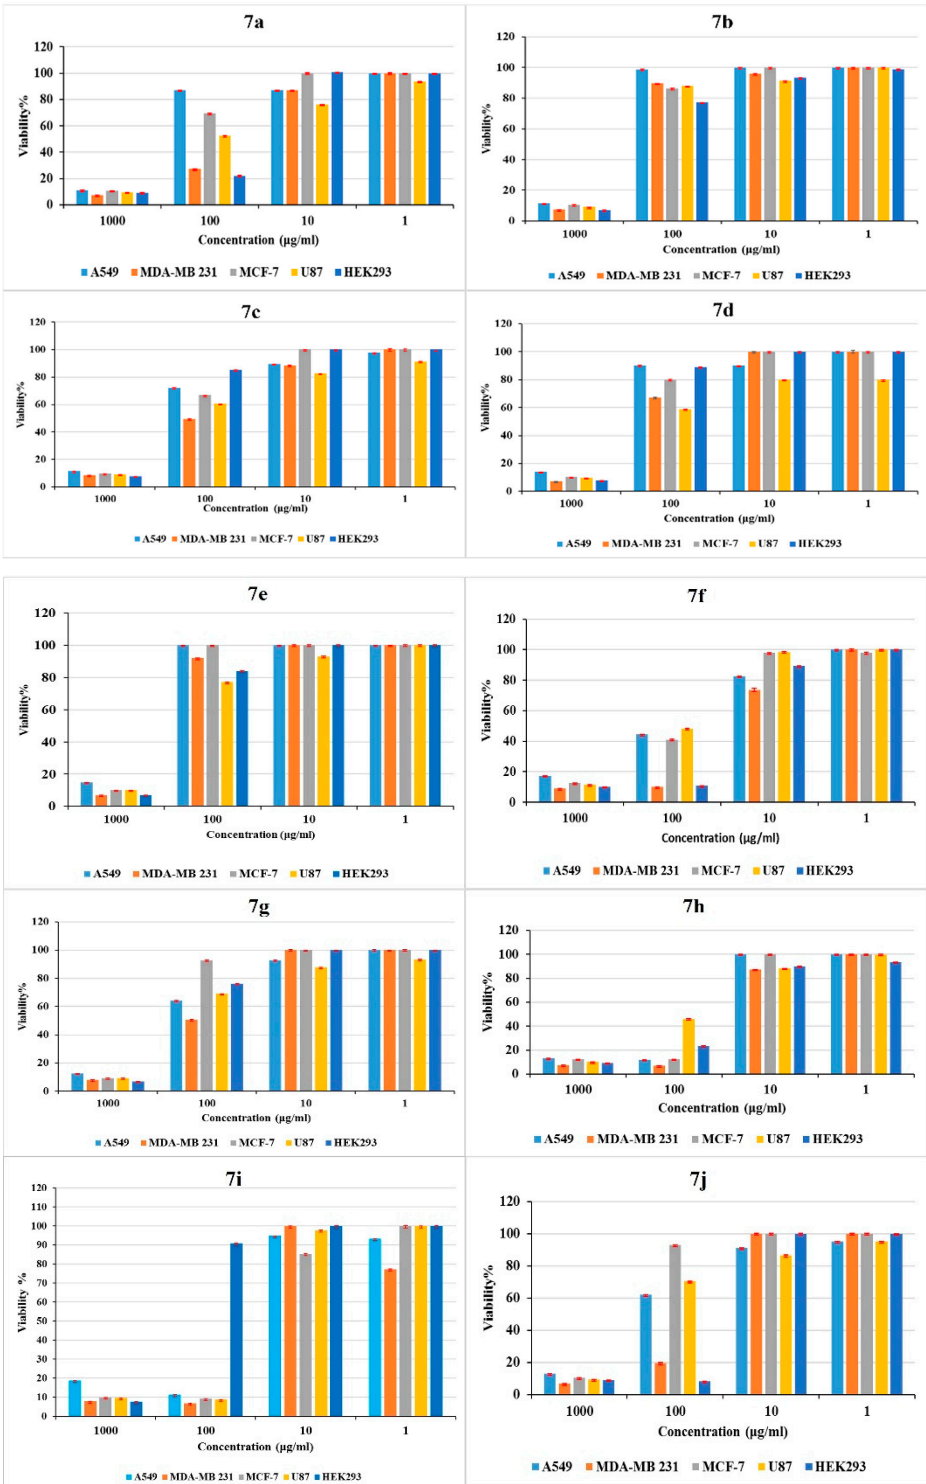 7a
120
100
80
60
40
20
0
Viability%
1000 100 10 1
Concentration (µg/ml)
A549 MDA-MB 231 MCF-7 U87 HEK293
7b
120
100
80
60
40
20
0
Viability%
1000 100 10 1
Concentration (µg/ml)
A549 MDA-MB 231 MCF-7 U87 HEK293
7c
120
100
80
60
40
20
0
Viability%
1000 100 10 1
Concentration (µg/ml)
A549 MDA-MB 231 MCF-7 U87 HEK293
7d
120
100
80
60
40
20
0
Viability%
1000 100 10 1
Concentration (µg/ml)
A549 MDA-MB 231 MCF-7 U87 HEK293
7e
120
100
80
60
40
20
0
Viability%
1000 100 10 1
Concentration (µg/ml)
A549 MDA-MB 231 MCF-7 U87 HEK293
7f
120
100
80
60
40
20
0
Viability%
1000 100 10 1
Concentration (µg/ml)
A549 MDA-MB 231 MCF-7 U87 HEK293
7g
120
100
80
60
40
20
0
Viability%
1000 100 10 1
Concentration (µg/ml)
A549 MDA-MB 231 MCF-7 U87 HEK293
7h
120
100
80
60
40
20
0
Viability%
1000 100 10 1
Concentration (µg/ml)
A549 MDA-MB 231 MCF-7 U87 HEK293
7i
120
110
100
90
80
70
60
50
40
30
20
10
0
Viability %
1000 100 10 1
Concentration (µg/ml)
A549 MDA-MB 231 MCF-7 U87 HEK293
7j
120
100
80
60
40
20
0
Viability%
1000 100 10 1
Concentration (µg/ml)
A549 MDA-MB 231 MCF-7 U87 HEK293